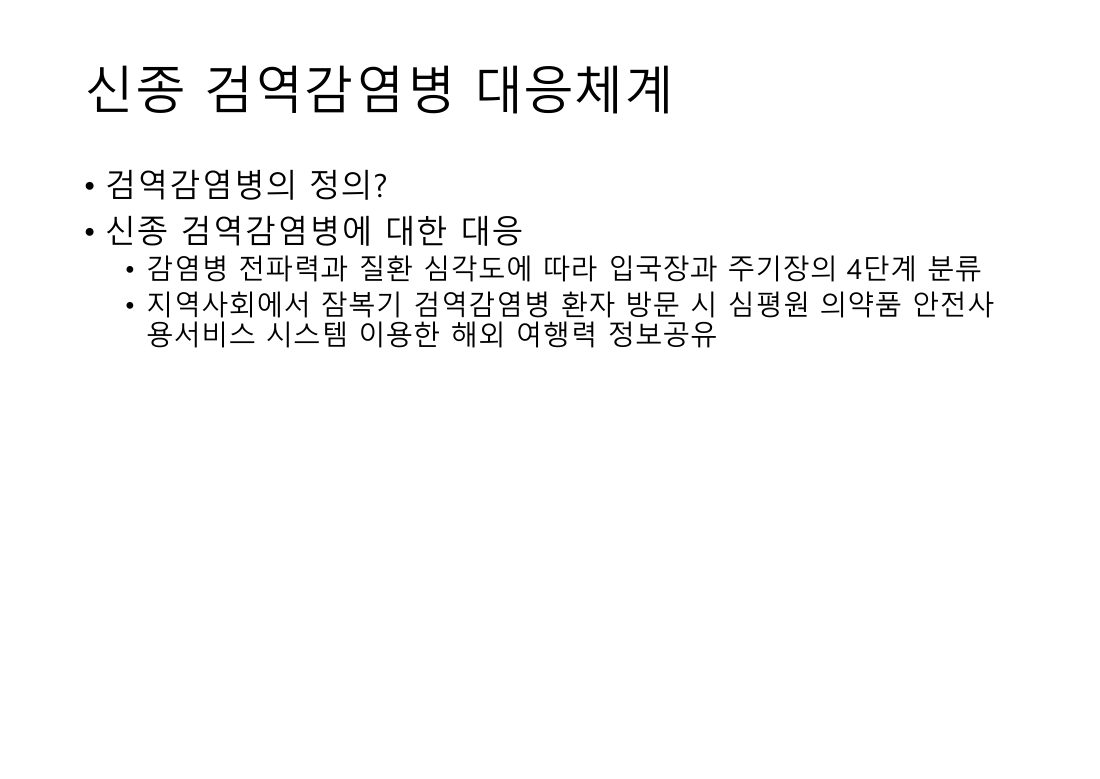 신종 검역감염병 대응체계
• 검역감염병의 정의?
• 신종 검역감염병에 대한 대응
• 감염병 전파력과 질환 심각도에 따라 입국장과 주기장의 4단계 분류
• 지역사회에서 잠복기 검역감염병 환자 방문 시 심평원 의약품 안전사
용서비스 시스템 이용한 해외 여행력 정보공유